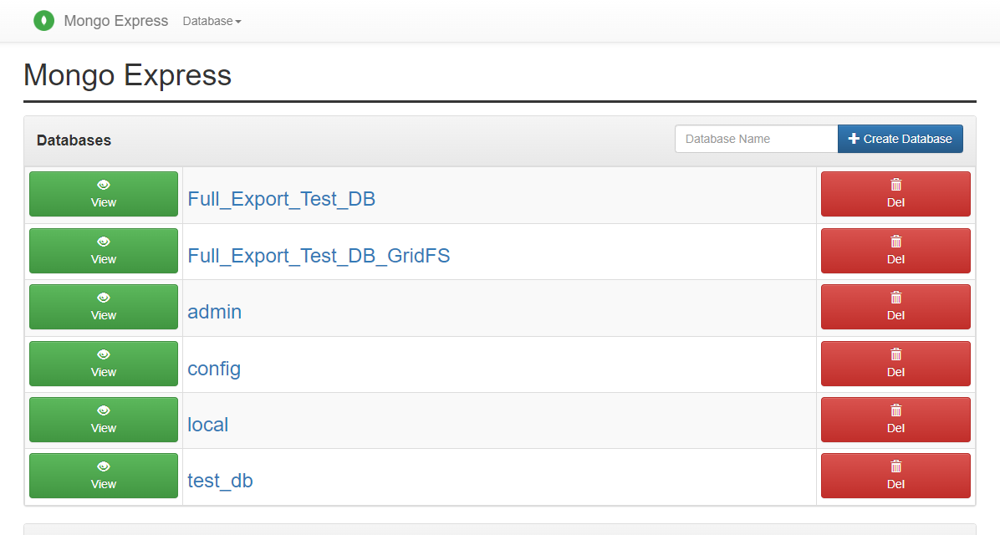 Mongo Express Database
Mongo Express
Databases Database Name Create Database
View Full_Export_Test_DB Del
View Full_Export_Test_DB_GridFS Del
View admin Del
View config Del
View local Del
View test_db Del